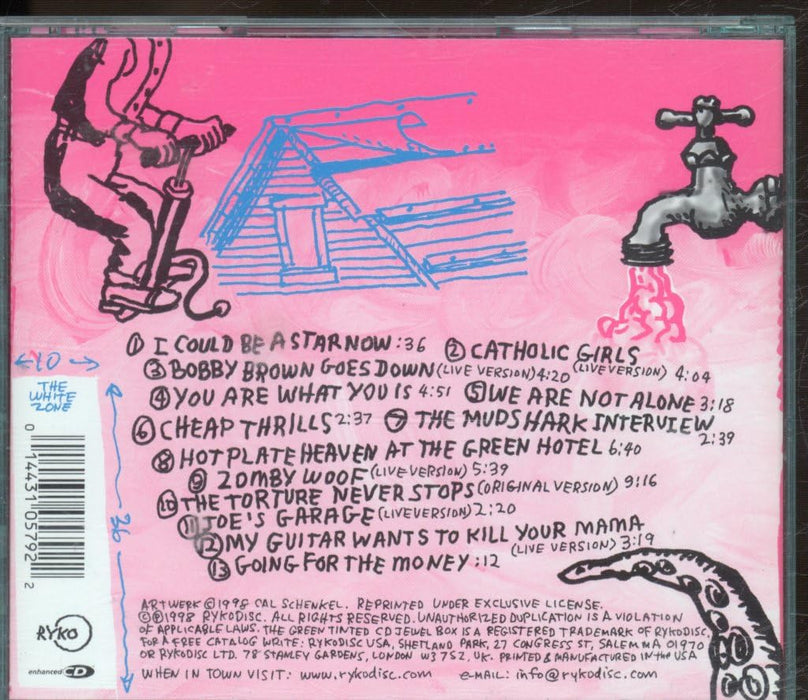 ① I COULD BE A STAR NOW :36 ② CATHOLIC GIRLS
③ BOBBY BROWN GOES DOWN (LIVE VERSION) 4:20 (LIVE VERSION) 4:04
④ YOU ARE WHAT YOU IS 4:51 ⑤ WE ARE NOT ALONE 3:18
⑥ CHEAP THRILLS 2:37 ⑦ THE MUDSHARK INTERVIEW
2:39
⑧ HOT PLATE HEAVEN AT THE GREEN HOTEL 6:40
⑨ ZOMBY WOOF (LIVE VERSION) 5:39
⑩ THE TORTURE NEVER STOPS (ORIGINAL VERSION) 9:16
⑪ JOE'S GARAGE (LIVE VERSION) 2:20
⑫ MY GUITAR WANTS TO KILL YOUR MAMA
(LIVE VERSION) 3:19
⑬ GOING FOR THE MONEY :12
←10→
THE
WHITE
ZONE
36
0 14431 05792 2
RYKO
enhanced CD
ARTWERK © 1998 CAL SCHENKEL. REPRINTED UNDER EXCLUSIVE LICENSE.
©℗ 1998 RYKODISC. ALL RIGHTS RESERVED. UNAUTHORIZED DUPLICATION IS A VIOLATION
OF APPLICABLE LAWS. THE GREEN TINTED CD JEWEL BOX IS A REGISTERED TRADEMARK OF RYKODISC.
FOR A FREE CATALOG WRITE: RYKODISC USA, SHETLAND PARK, 27 CONGRESS ST, SALEM MA 01970
OR RYKODISC LTD. 78 STANLEY GARDENS, LONDON W3 7SZ, UK. PRINTED & MANUFACTURED IN THE USA
WHEN IN TOWN VISIT: www.rykodisc.com e-MAIL: info@rykodisc.com